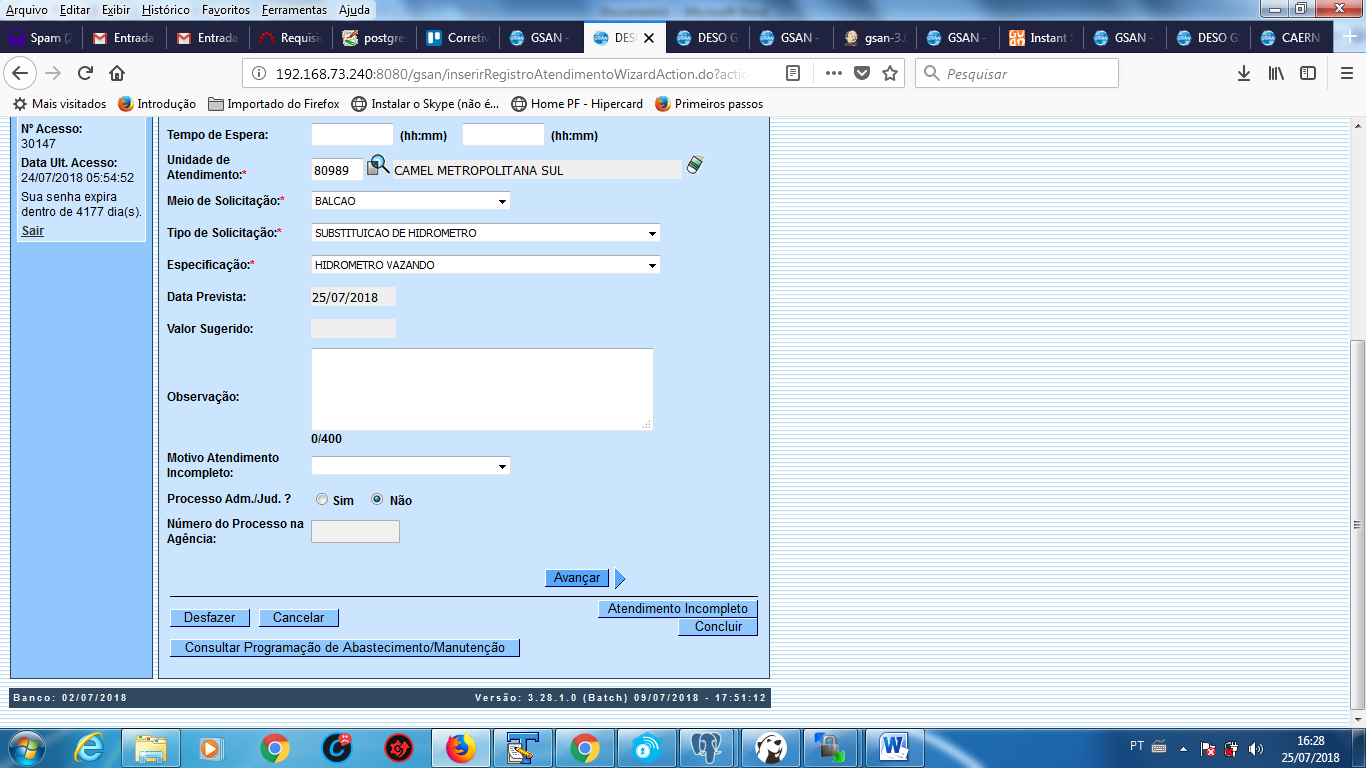 Arquivo Editar Exibir Histórico Favoritos Ferramentas Ajuda
Spam (2 Entrada Entrada Requisi postgre Corretiv GSAN - DESO DESO G GSAN - gsan-3. GSAN - Instant S GSAN - DESO G CAERN
192.168.73.240:8080/gsan/inserirRegistroAtendimentoWizardAction.do?actio Pesquisar
Mais visitados Introdução Importado do Firefox Instalar o Skype (não é... Home PF - Hipercard Primeiros passos
Nº Acesso:
30147
Data Ult. Acesso:
24/07/2018 05:54:52
Sua senha expira
dentro de 4177 dia(s).
Sair
Tempo de Espera: (hh:mm) (hh:mm)
Unidade de
Atendimento:* 80989 CAMEL METROPOLITANA SUL
Meio de Solicitação:* BALCAO
Tipo de Solicitação:* SUBSTITUICAO DE HIDROMETRO
Especificação:* HIDROMETRO VAZANDO
Data Prevista: 25/07/2018
Valor Sugerido:
Observação:
0/400
Motivo Atendimento
Incompleto:
Processo Adm./Jud. ? Sim Não
Número do Processo na
Agência:
Avançar
Desfazer Cancelar Atendimento Incompleto
Concluir
Consultar Programação de Abastecimento/Manutenção
Banco: 02/07/2018 Versão: 3.28.1.0 (Batch) 09/07/2018 - 17:51:12
PT 16:28
25/07/2018